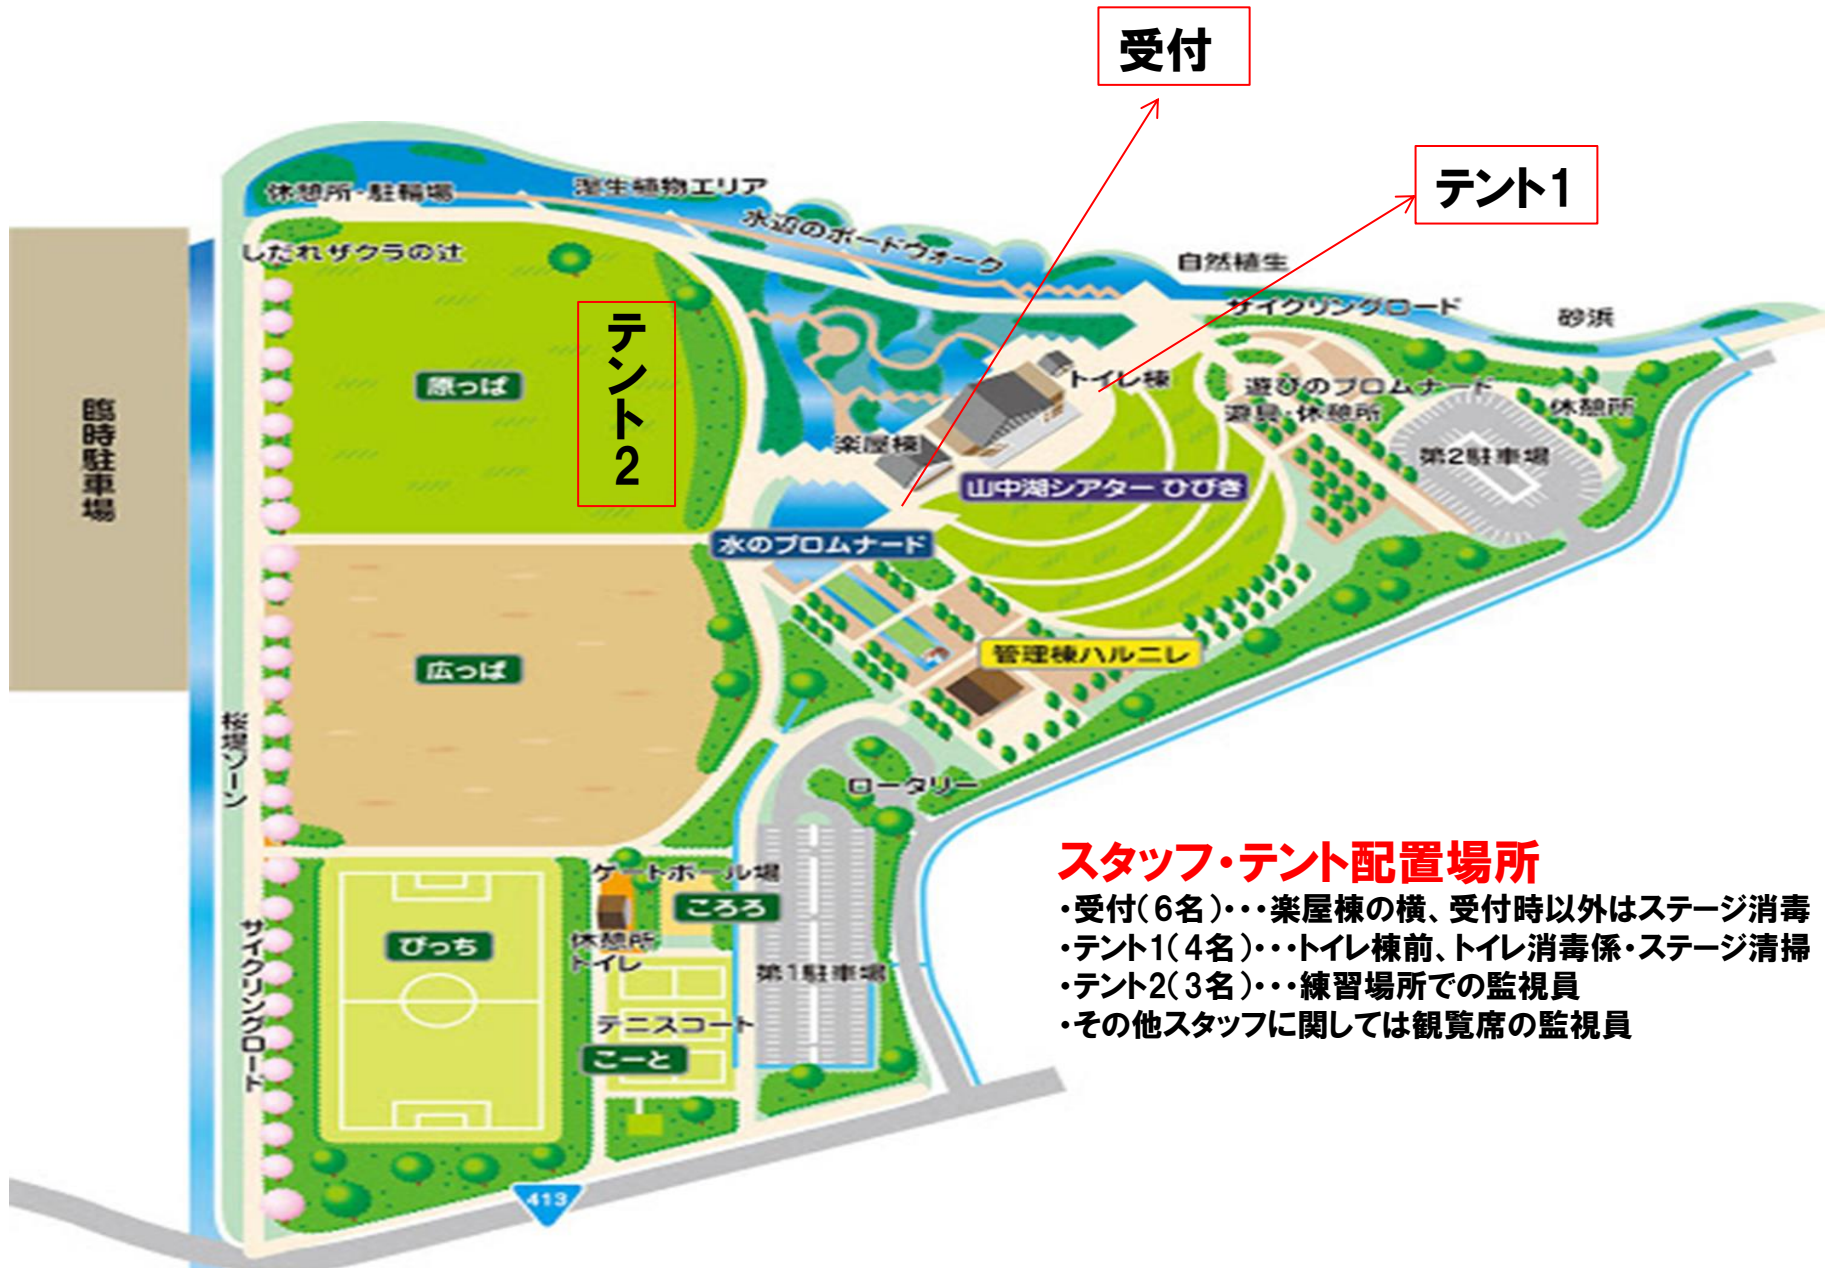 受付
テント1
休憩所・駐輪場
湿生植物エリア
水辺のボードウォーク
自然植生
サイクリングロード
砂浜
しだれザクラの辻
テント2
原っぱ
トイレ棟
遊びのプロムナード
遊具・休憩所
休憩所
臨時駐車場
楽屋棟
第2駐車場
山中湖シアター ひびき
水のプロムナード
広っぱ
管理棟ハルニレ
桜堤ゾーン
ロータリー
スタッフ・テント配置場所
・受付(6名)・・・楽屋棟の横、受付時以外はステージ消毒
・テント1(4名)・・・トイレ棟前、トイレ消毒係・ステージ清掃
・テント2(3名)・・・練習場所での監視員
・その他スタッフに関しては観覧席の監視員
ゲートボール場
ころろ
ぴっち
休憩所
トイレ
第1駐車場
サイクリングロード
テニスコート
こーと
413